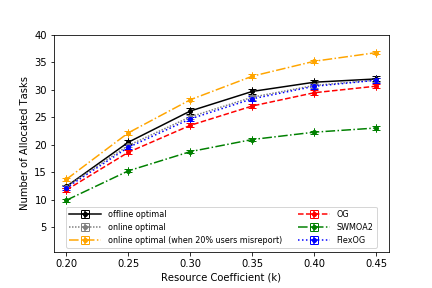 40
35
30
25
20
15
10
5
Number of Allocated Tasks
offline optimal
online optimal
online optimal (when 20% users misreport)
OG
SWMOA2
FlexOG
0.20 0.25 0.30 0.35 0.40 0.45
Resource Coefficient (k)